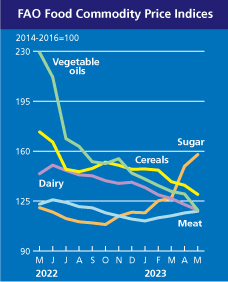 FAO Food Commodity Price Indices
2014-2016=100
230
Vegetable
oils
195
Sugar
160
Cereals
Dairy
125
Meat
90
M J J A S O N D J F M A M
2022 2023